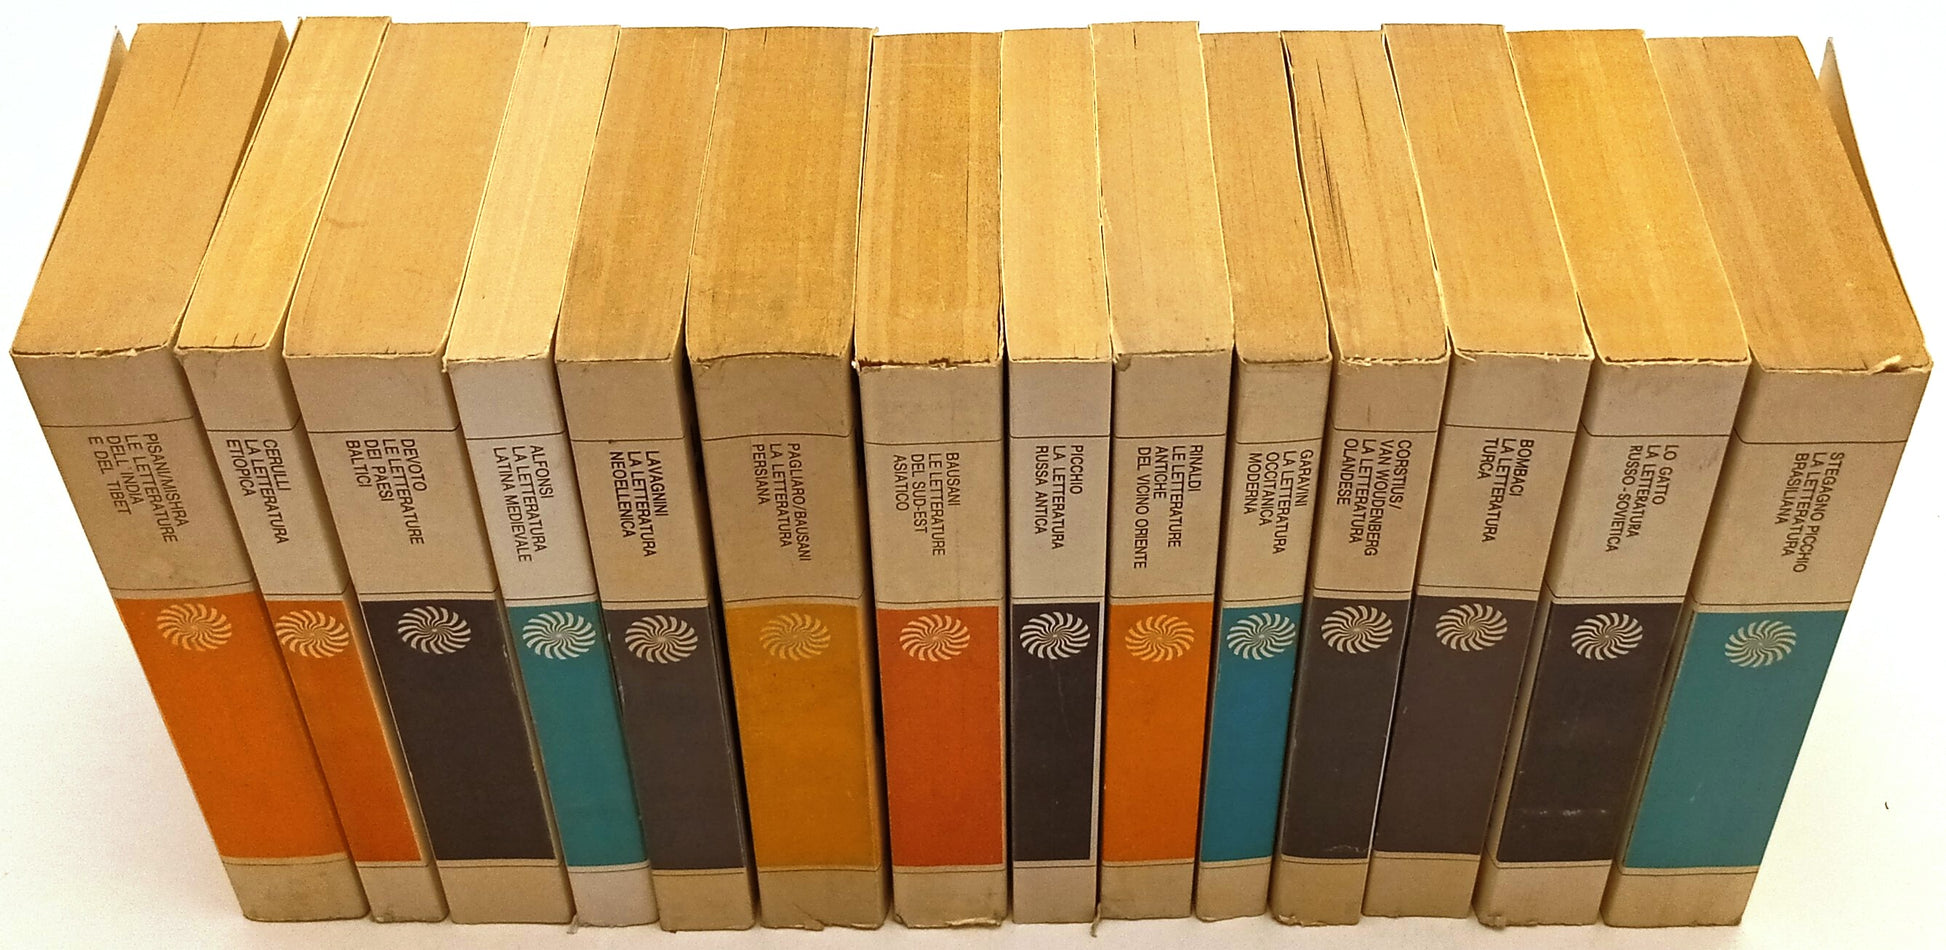 PISANI/MISHRA
LE LETTERATURE
DELL'INDIA
E DEL TIBET
CERULLI
LA LETTERATURA
ETIOPICA
DEVOTO
LE LETTERATURE
DEI PAESI
BALTICI
ALFONSI
LA LETTERATURA
LATINA MEDIEVALE
LAVAGNINI
LA LETTERATURA
NEOELLENICA
PAGLIARO/BAUSANI
LA LETTERATURA
PERSIANA
BAUSANI
LE LETTERATURE
DEL SUD-EST
ASIATICO
PICCHIO
LA LETTERATURA
RUSSA ANTICA
RINALDI
LE LETTERATURE
ANTICHE
DEL VICINO ORIENTE
GARAVINI
LA LETTERATURA
OCCITANICA
MODERNA
CORSTIUS/
VAN WOUDENBERG
LA LETTERATURA
OLANDESE
BOMBACI
LA LETTERATURA
TURCA
LO GATTO
LA LETTERATURA
RUSSO-SOVIETICA
STEGAGNO PICCHIO
LA LETTERATURA
BRASILIANA